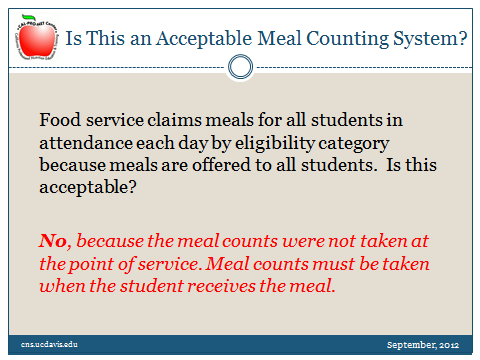 Is This an Acceptable Meal Counting System?
Food service claims meals for all students in
attendance each day by eligibility category
because meals are offered to all students.  Is this
acceptable?
No, because the meal counts were not taken at
the point of service. Meal counts must be taken
when the student receives the meal.
cns.ucdavis.edu
September, 2012